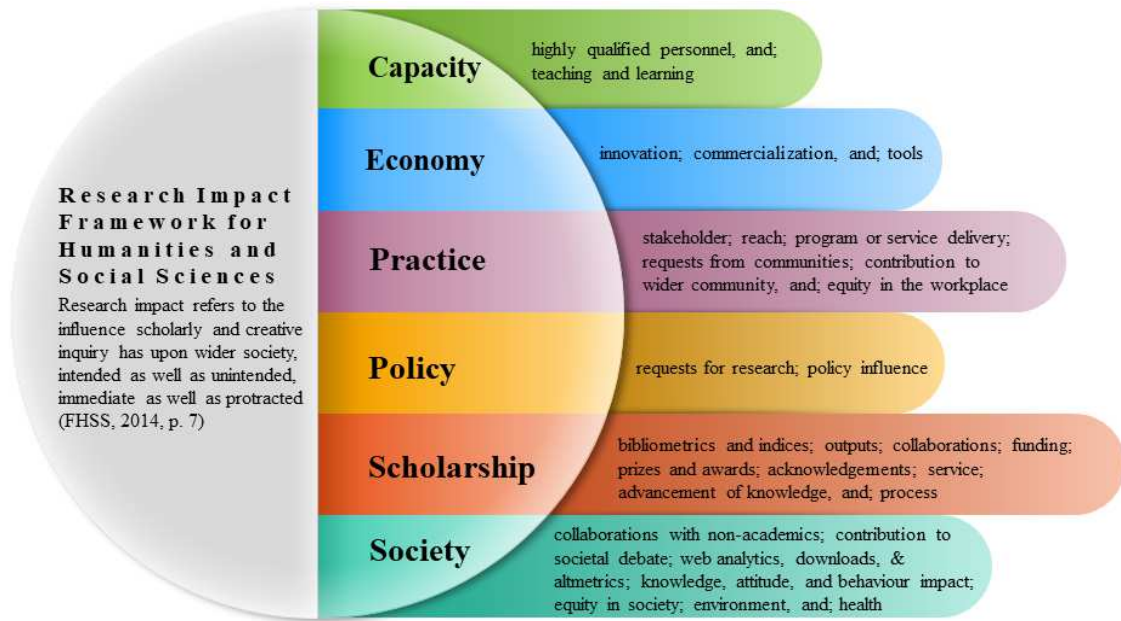 Research Impact
Framework for
Humanities and
Social Sciences
Research impact refers to the
influence scholarly and creative
inquiry has upon wider society,
intended as well as unintended,
immediate as well as protracted
(FHSS, 2014, p. 7)
Capacity
highly qualified personnel, and;
teaching and learning
Economy
innovation; commercialization, and; tools
Practice
stakeholder; reach; program or service delivery;
requests from communities; contribution to
wider community, and; equity in the workplace
Policy
requests for research; policy influence
Scholarship
bibliometrics and indices; outputs; collaborations; funding;
prizes and awards; acknowledgements; service;
advancement of knowledge, and; process
Society
collaborations with non-academics; contribution to
societal debate; web analytics, downloads, &
altmetrics; knowledge, attitude, and behaviour impact;
equity in society; environment, and; health